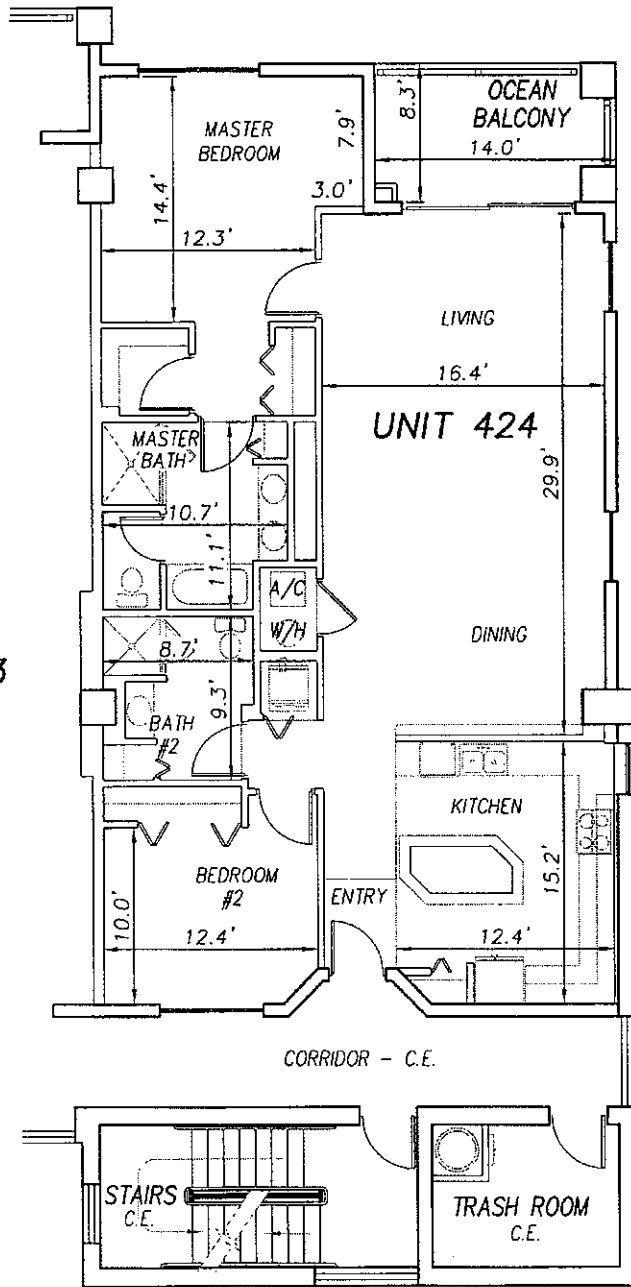 OCEAN
BALCONY
8.3'
14.0'
MASTER
BEDROOM
7.9'
14.4'
3.0'
12.3'
LIVING
16.4'
UNIT 424
29.9'
MASTER
BATH
10.7'
11.1'
A/C
W/H
DINING
8.7'
9.3'
BATH
#2
3
KITCHEN
15.2'
12.4'
BEDROOM
#2
ENTRY
10.0'
12.4'
CORRIDOR - C.E.
STAIRS
C.E.
TRASH ROOM
C.E.